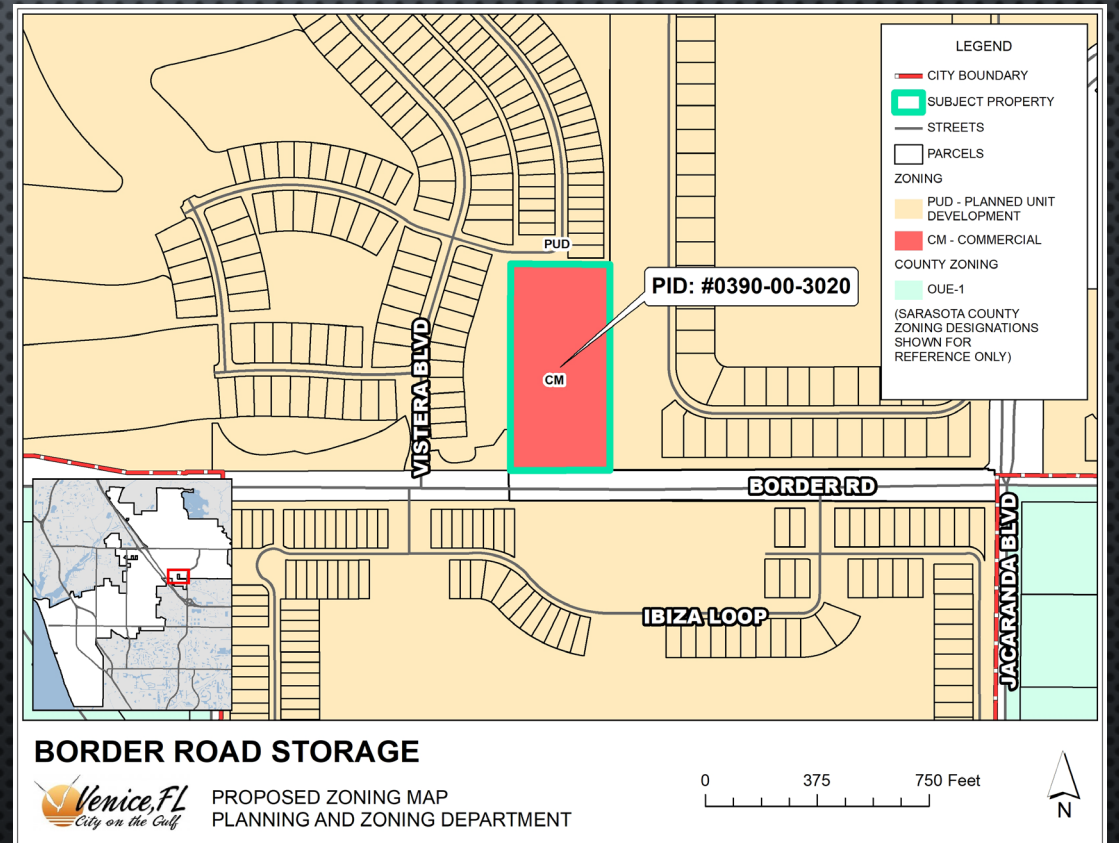 LEGEND
CITY BOUNDARY
SUBJECT PROPERTY
STREETS
PARCELS
ZONING
PUD - PLANNED UNIT
DEVELOPMENT
CM - COMMERCIAL
COUNTY ZONING
OUE-1
(SARASOTA COUNTY
ZONING DESIGNATIONS
SHOWN FOR
REFERENCE ONLY)
PUD
PID: #0390-00-3020
CM
VISTERA BLVD
BORDER RD
IBIZA LOOP
JACARANDA BLVD
BORDER ROAD STORAGE
Venice, FL
City on the Gulf
PROPOSED ZONING MAP
PLANNING AND ZONING DEPARTMENT
0 375 750 Feet
N